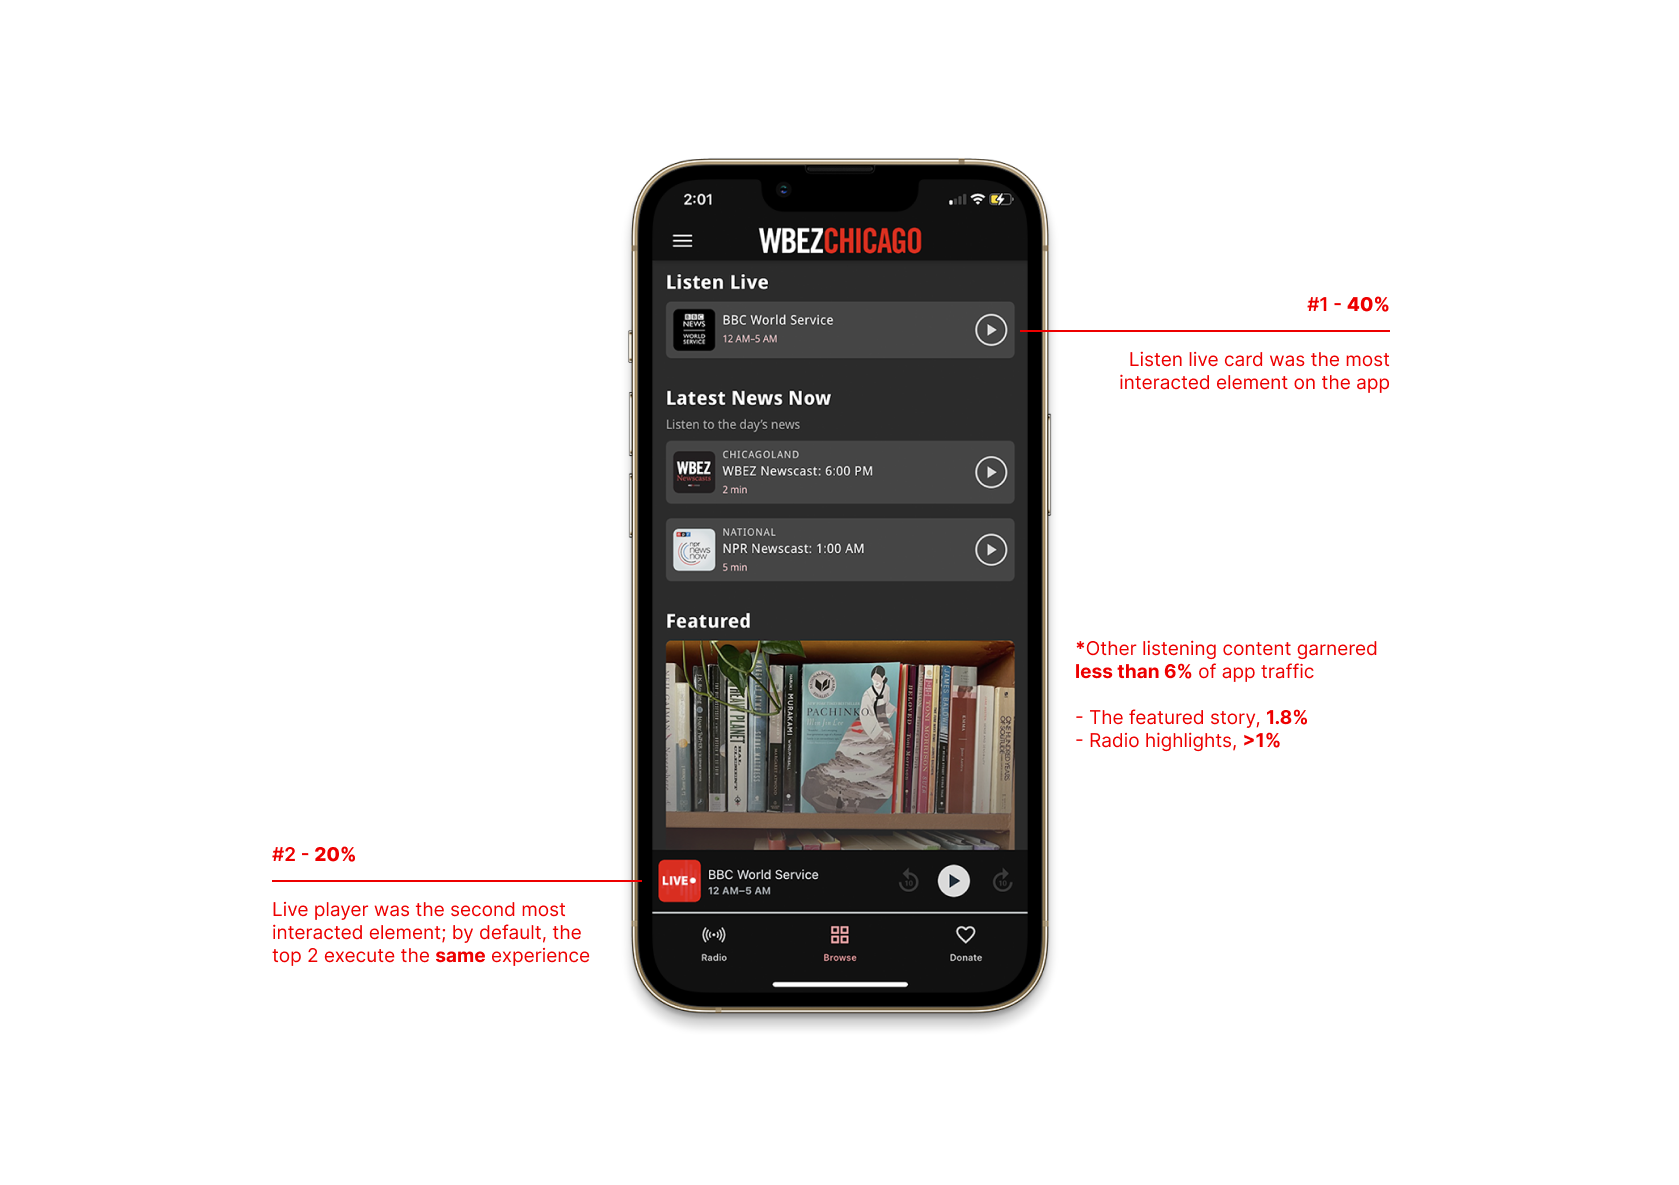 2:01
WBEZCHICAGO
Listen Live
BBC NEWS WORLD SERVICE
BBC World Service
12 AM–5 AM
#1 - 40%
Listen live card was the most
interacted element on the app
Latest News Now
Listen to the day's news
WBEZ Newscasts
CHICAGOLAND
WBEZ Newscast: 6:00 PM
2 min
npr news now
NATIONAL
NPR Newscast: 1:00 AM
5 min
Featured
MURAKAMI
PACHINKO
*Other listening content garnered
less than 6% of app traffic
- The featured story, 1.8%
- Radio highlights, >1%
#2 - 20%
Live player was the second most
interacted element; by default, the
top 2 execute the same experience
LIVE
BBC World Service
12 AM–5 AM
10
10
Radio
Browse
Donate